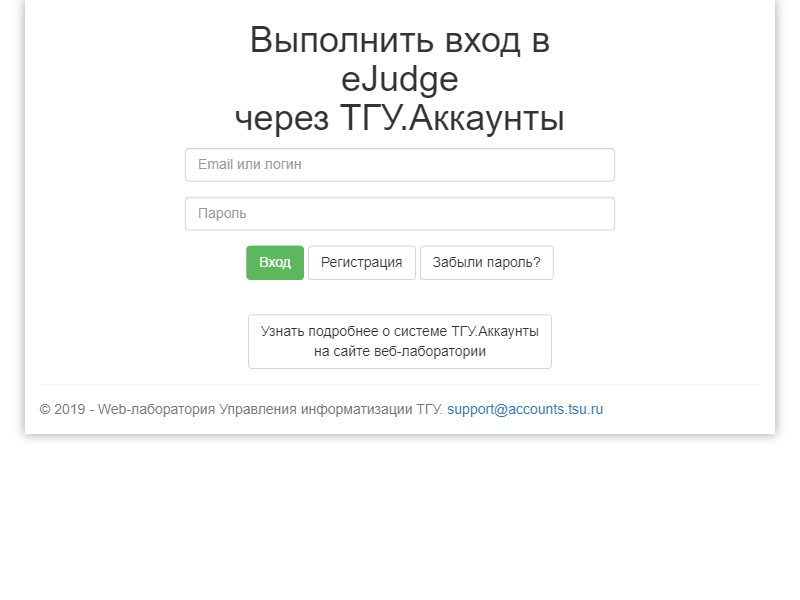 Выполнить вход в
eJudge
через ТГУ.Аккаунты
Email или логин
Пароль
Вход Регистрация Забыли пароль?
Узнать подробнее о системе ТГУ.Аккаунты
на сайте веб-лаборатории
© 2019 - Web-лаборатория Управления информатизации ТГУ. support@accounts.tsu.ru